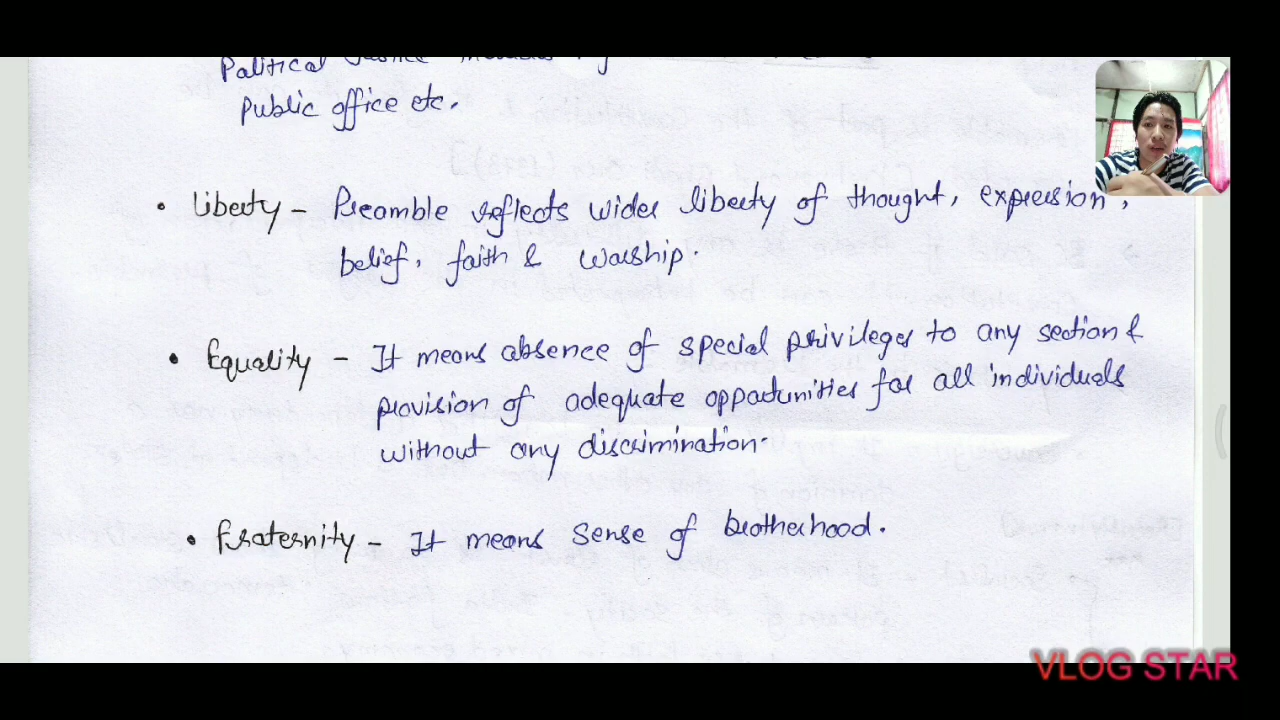 Political Justice
Public office etc.
• Liberty – Preamble reflects wider liberty of thought, expression,
belief, faith & worship.
• Equality – It means absence of special privileges to any section &
provision of adequate opportunities for all individuals
without any discrimination.
• Fraternity – It means sense of brotherhood.
VLOG STAR